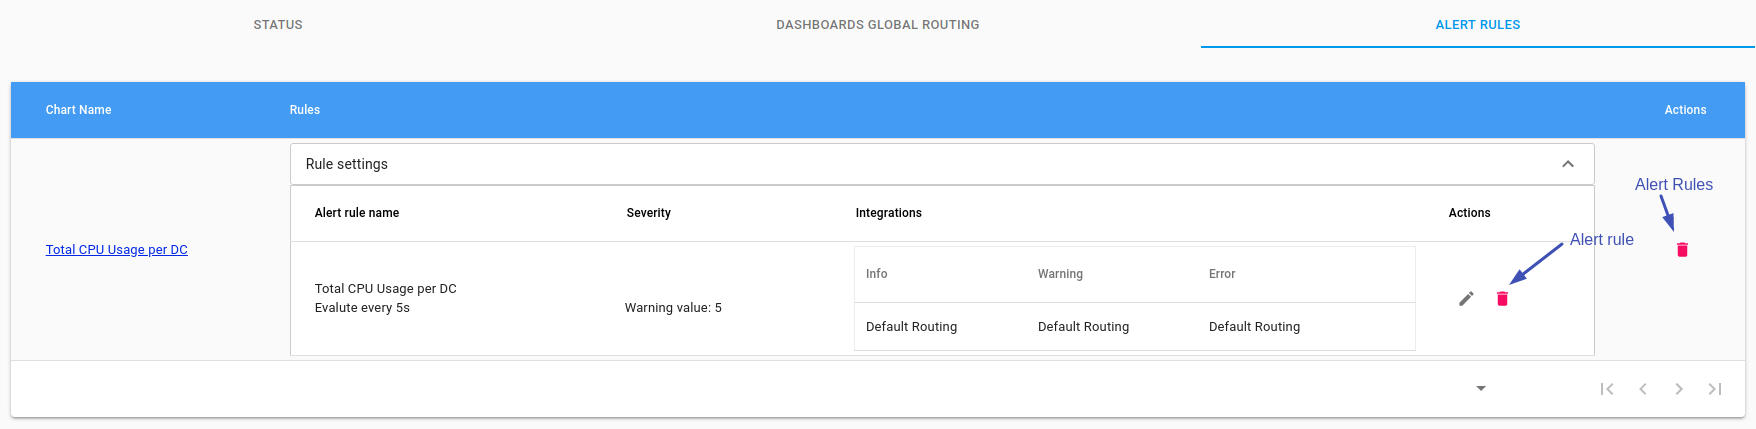 STATUS
DASHBOARDS GLOBAL ROUTING
ALERT RULES
Chart Name
Rules
Actions
Rule settings
Alert Rules
Alert rule name
Severity
Integrations
Actions
Alert rule
Total CPU Usage per DC
Info
Warning
Error
Total CPU Usage per DC
Evalute every 5s
Warning value: 5
Default Routing
Default Routing
Default Routing